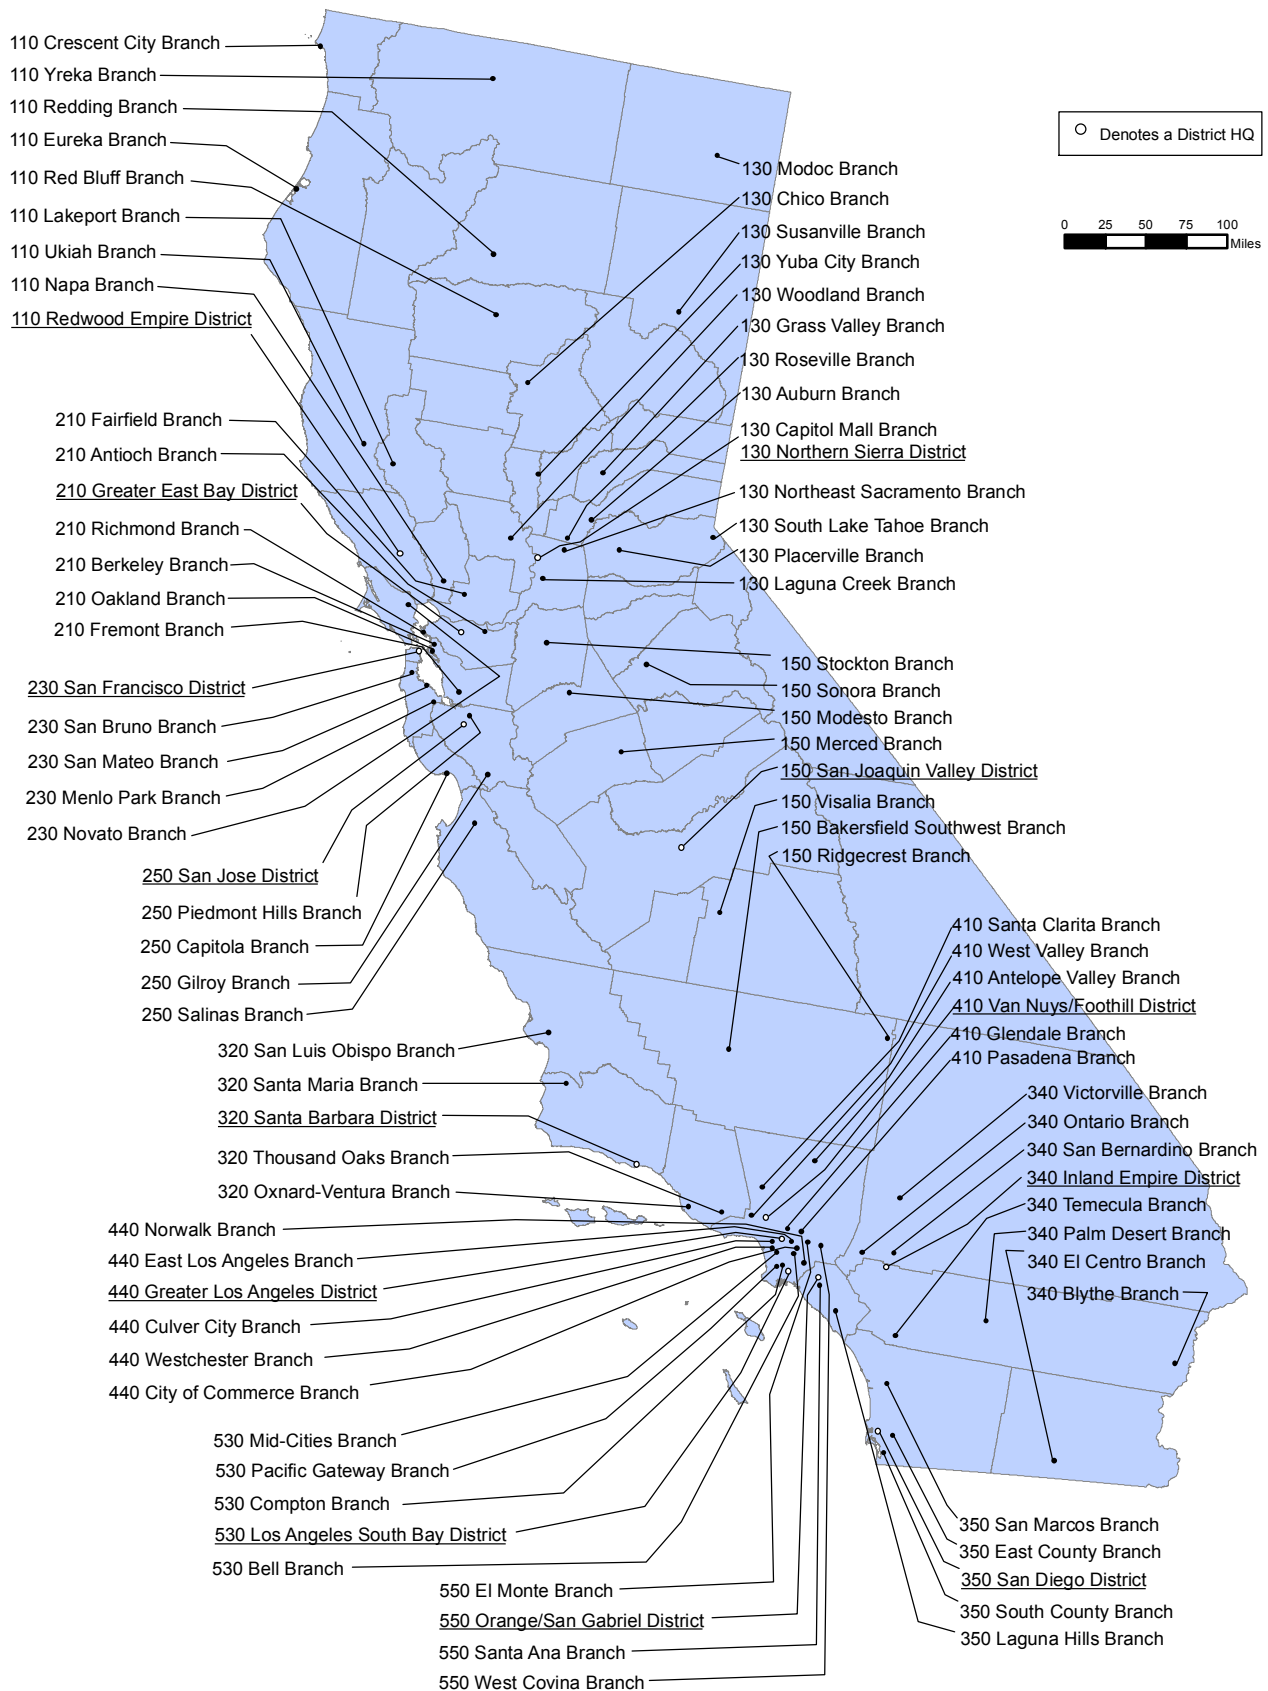 110 Crescent City Branch
110 Yreka Branch
110 Redding Branch
110 Eureka Branch
110 Red Bluff Branch
110 Lakeport Branch
110 Ukiah Branch
110 Napa Branch
110 Redwood Empire District
210 Fairfield Branch
210 Antioch Branch
210 Greater East Bay District
210 Richmond Branch
210 Berkeley Branch
210 Oakland Branch
210 Fremont Branch
230 San Francisco District
230 San Bruno Branch
230 San Mateo Branch
230 Menlo Park Branch
230 Novato Branch
250 San Jose District
250 Piedmont Hills Branch
250 Capitola Branch
250 Gilroy Branch
250 Salinas Branch
320 San Luis Obispo Branch
320 Santa Maria Branch
320 Santa Barbara District
320 Thousand Oaks Branch
320 Oxnard-Ventura Branch
440 Norwalk Branch
440 East Los Angeles Branch
440 Greater Los Angeles District
440 Culver City Branch
440 Westchester Branch
440 City of Commerce Branch
530 Mid-Cities Branch
530 Pacific Gateway Branch
530 Compton Branch
530 Los Angeles South Bay District
530 Bell Branch
550 El Monte Branch
550 Orange/San Gabriel District
550 Santa Ana Branch
550 West Covina Branch
Denotes a District HQ
0 25 50 75 100
Miles
130 Modoc Branch
130 Chico Branch
130 Susanville Branch
130 Yuba City Branch
130 Woodland Branch
130 Grass Valley Branch
130 Roseville Branch
130 Auburn Branch
130 Capitol Mall Branch
130 Northern Sierra District
130 Northeast Sacramento Branch
130 South Lake Tahoe Branch
130 Placerville Branch
130 Laguna Creek Branch
150 Stockton Branch
150 Sonora Branch
150 Modesto Branch
150 Merced Branch
150 San Joaquin Valley District
150 Visalia Branch
150 Bakersfield Southwest Branch
150 Ridgecrest Branch
410 Santa Clarita Branch
410 West Valley Branch
410 Antelope Valley Branch
410 Van Nuys/Foothill District
410 Glendale Branch
410 Pasadena Branch
340 Victorville Branch
340 Ontario Branch
340 San Bernardino Branch
340 Inland Empire District
340 Temecula Branch
340 Palm Desert Branch
340 El Centro Branch
340 Blythe Branch
350 San Marcos Branch
350 East County Branch
350 San Diego District
350 South County Branch
350 Laguna Hills Branch